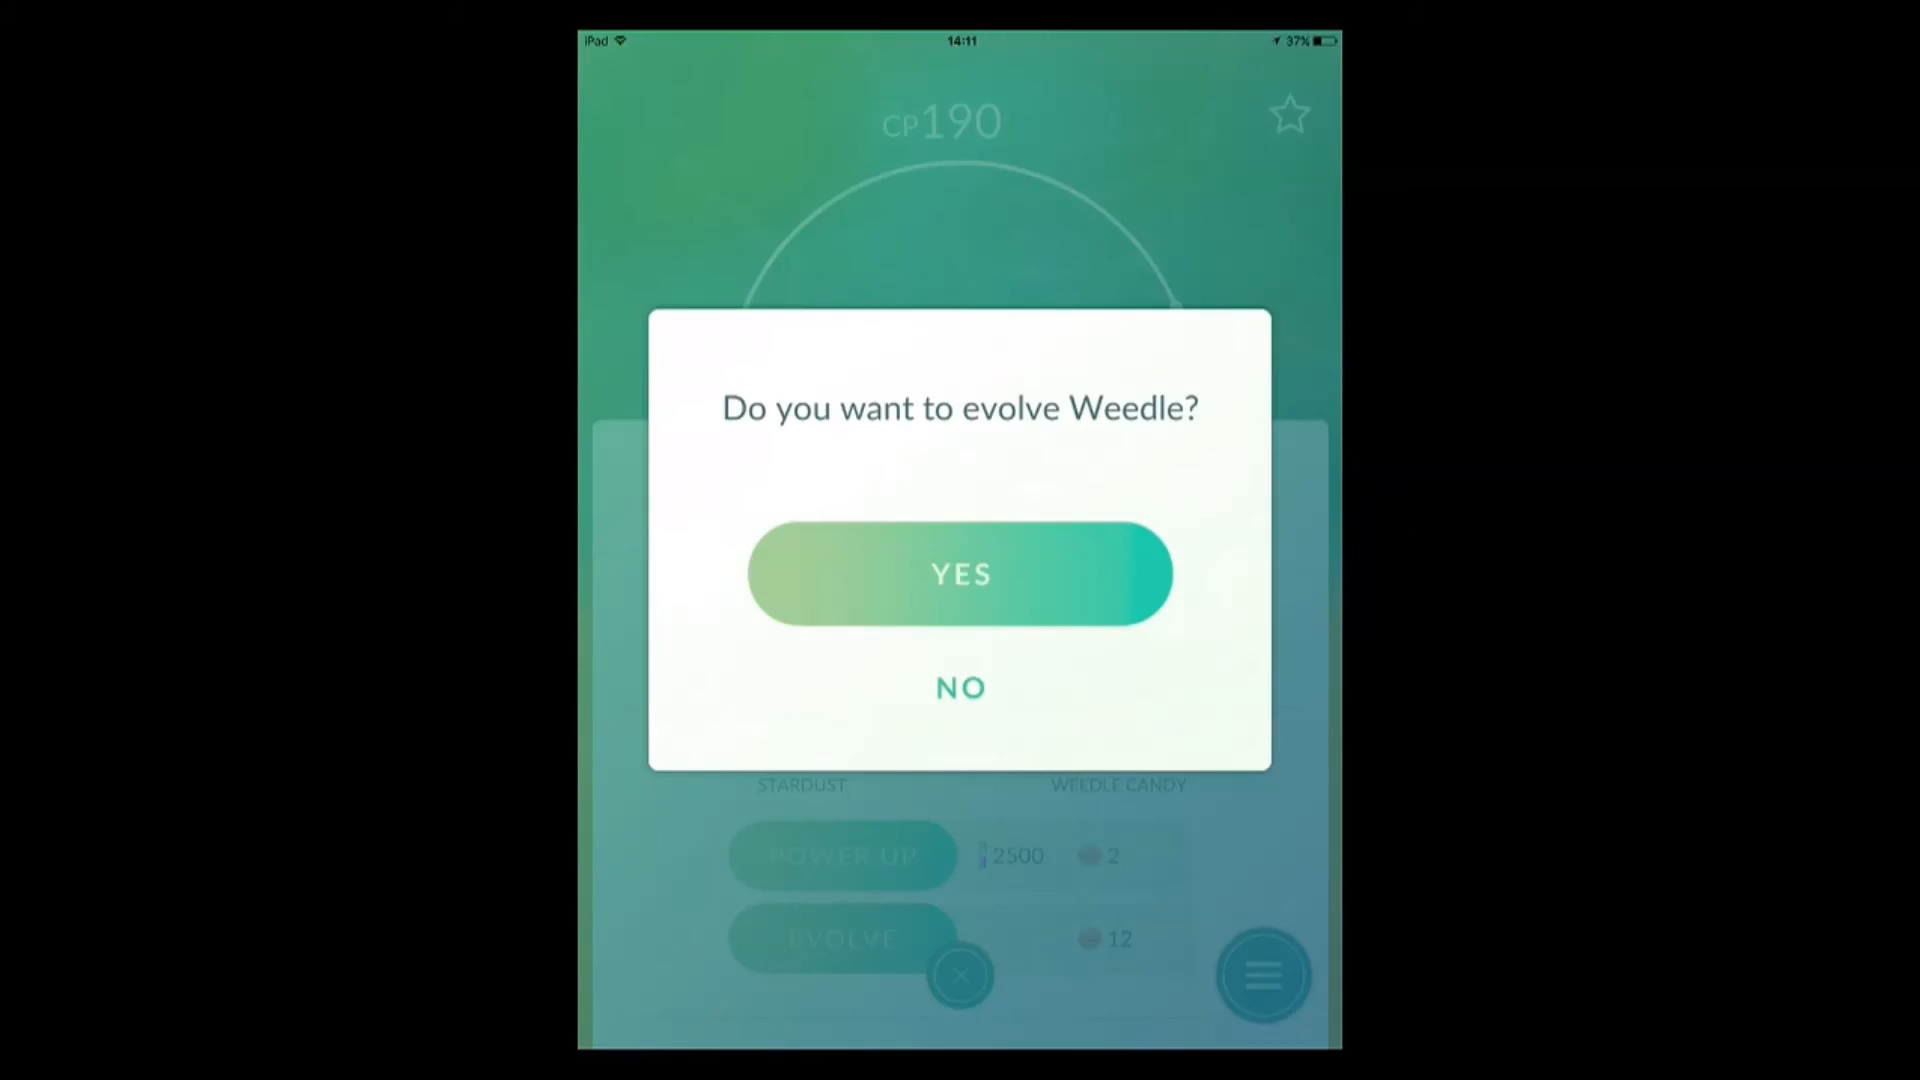 iPad 14:11 37%
CP190
Do you want to evolve Weedle?
YES
NO
STARDUST WEEDLE CANDY
POWER UP 2500 2
EVOLVE 12